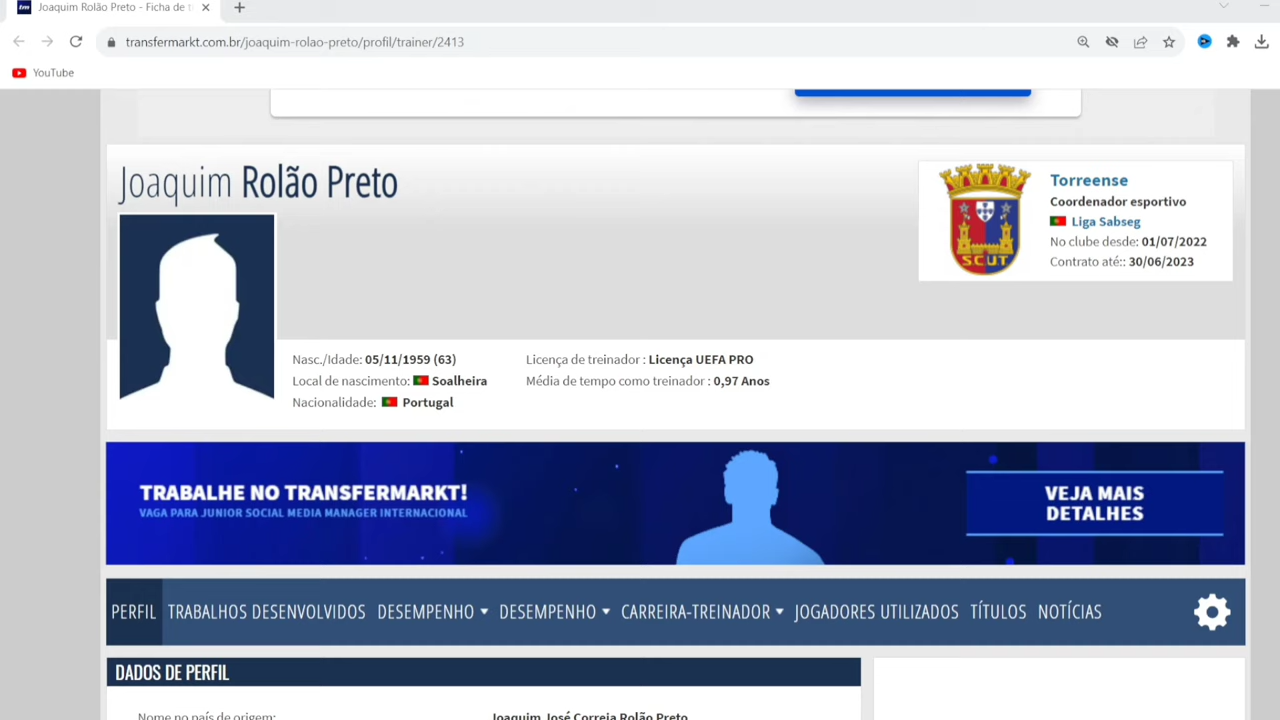 tm Joaquim Rolão Preto - Ficha de t
transfermarkt.com.br/joaquim-rolao-preto/profil/trainer/2413
YouTube
Joaquim Rolão Preto
SCUT
Torreense
Coordenador esportivo
Liga Sabseg
No clube desde: 01/07/2022
Contrato até:: 30/06/2023
Nasc./Idade: 05/11/1959 (63)
Local de nascimento: Soalheira
Nacionalidade: Portugal
Licença de treinador : Licença UEFA PRO
Média de tempo como treinador : 0,97 Anos
TRABALHE NO TRANSFERMARKT!
VAGA PARA JUNIOR SOCIAL MEDIA MANAGER INTERNACIONAL
VEJA MAIS
DETALHES
PERFIL TRABALHOS DESENVOLVIDOS DESEMPENHO DESEMPENHO CARREIRA-TREINADOR JOGADORES UTILIZADOS TÍTULOS NOTÍCIAS
DADOS DE PERFIL
Nome no país de origem: Joaquim José Correia Rolão Preto